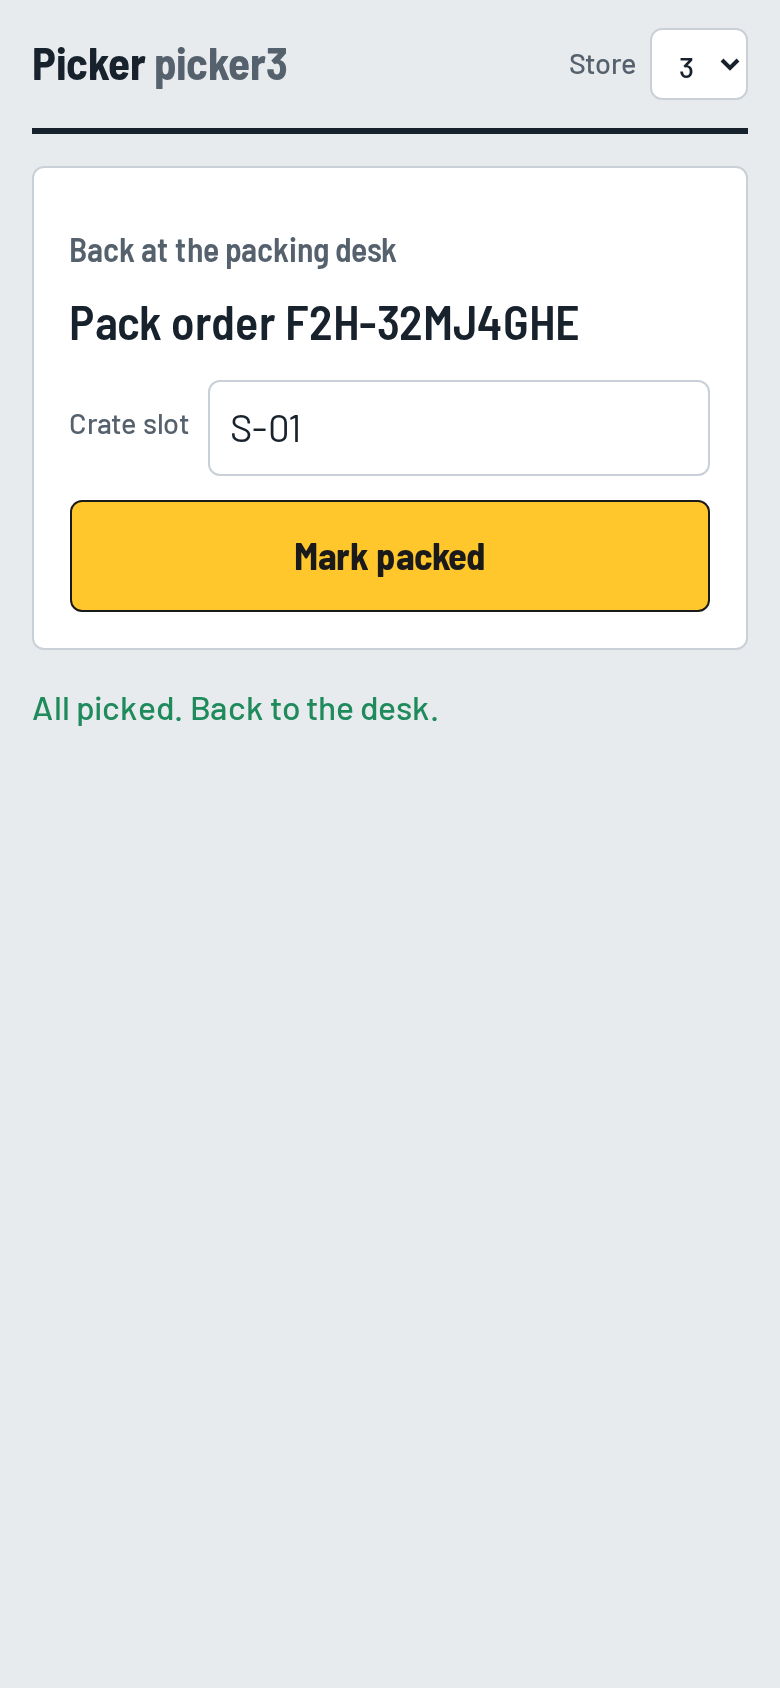 Picker picker3
Store 3
Back at the packing desk
Pack order F2H-32MJ4GHE
Crate slot S-01
Mark packed
All picked. Back to the desk.